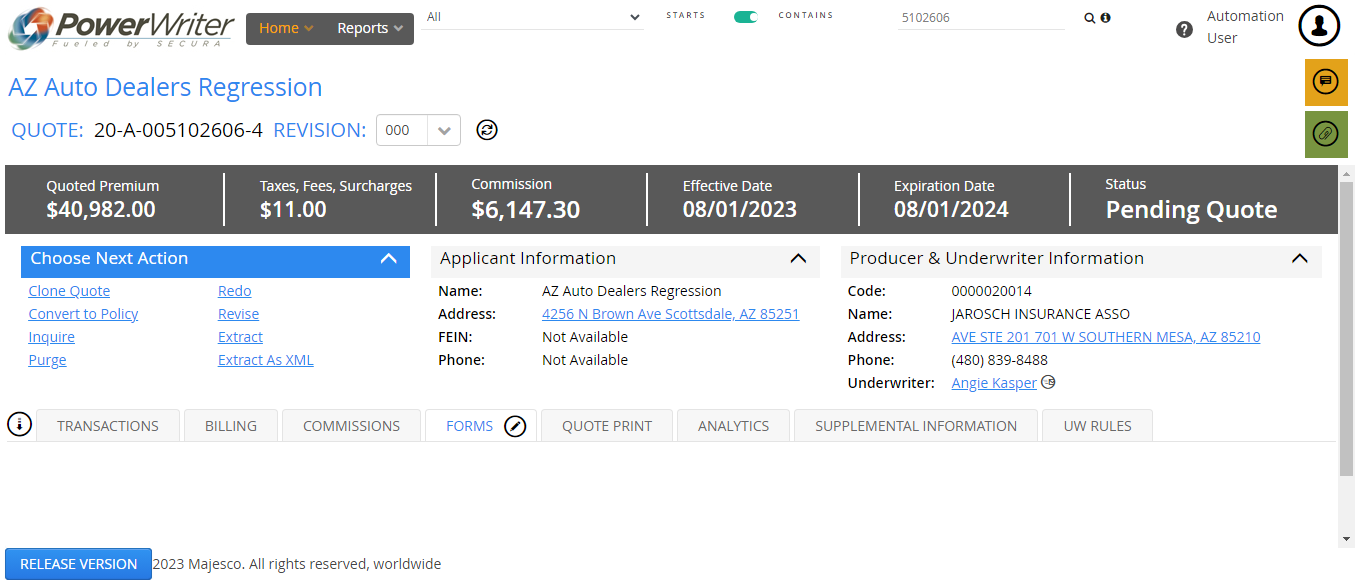 PowerWriter
Fueled by SECURA
Home Reports
All
STARTS CONTAINS
5102606
Automation
User
AZ Auto Dealers Regression
QUOTE: 20-A-005102606-4 REVISION: 000
Quoted Premium
$40,982.00
Taxes, Fees, Surcharges
$11.00
Commission
$6,147.30
Effective Date
08/01/2023
Expiration Date
08/01/2024
Status
Pending Quote
Choose Next Action
Clone Quote Redo
Convert to Policy Revise
Inquire Extract
Purge Extract As XML
Applicant Information
Name: AZ Auto Dealers Regression
Address: 4256 N Brown Ave Scottsdale, AZ 85251
FEIN: Not Available
Phone: Not Available
Producer & Underwriter Information
Code: 0000020014
Name: JAROSCH INSURANCE ASSO
Address: AVE STE 201 701 W SOUTHERN MESA, AZ 85210
Phone: (480) 839-8488
Underwriter: Angie Kasper
TRANSACTIONS BILLING COMMISSIONS FORMS QUOTE PRINT ANALYTICS SUPPLEMENTAL INFORMATION UW RULES
RELEASE VERSION 2023 Majesco. All rights reserved, worldwide